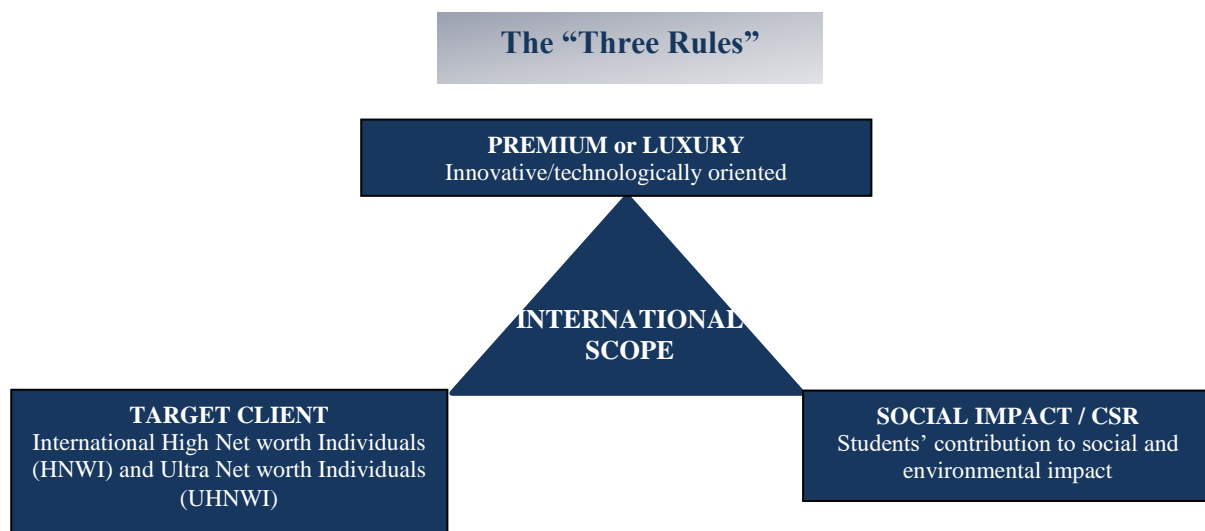 The “Three Rules”
PREMIUM or LUXURY
Innovative/technologically oriented
INTERNATIONAL
SCOPE
TARGET CLIENT
International High Net worth Individuals
(HNWI) and Ultra Net worth Individuals
(UHNWI)
SOCIAL IMPACT / CSR
Students’ contribution to social and
environmental impact